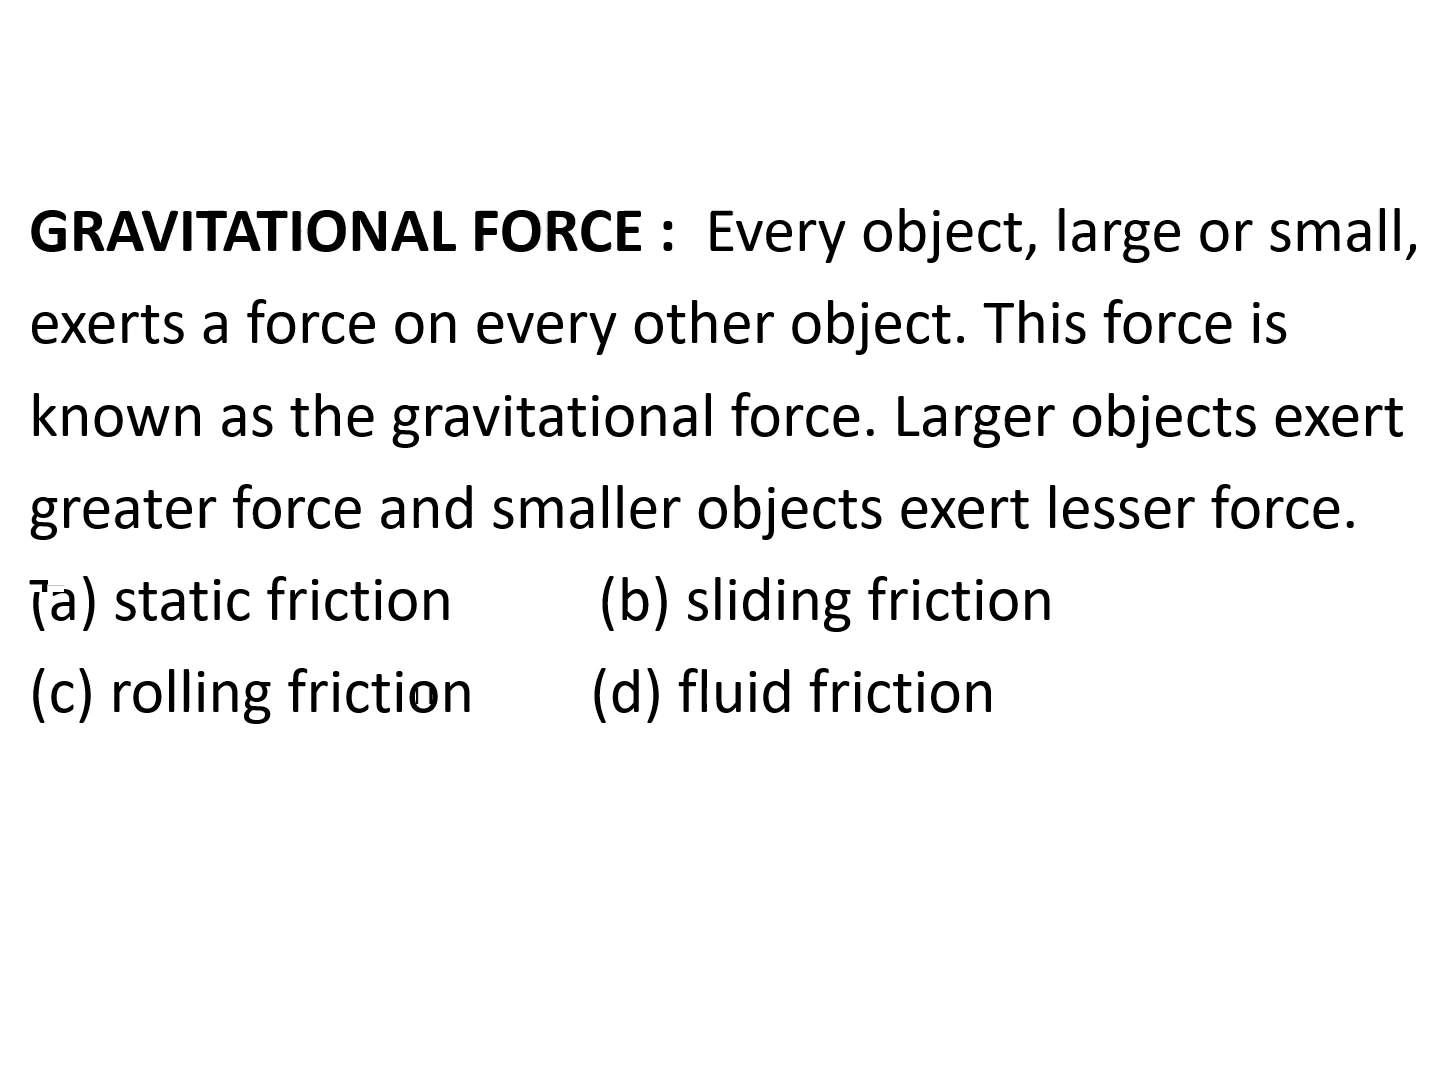 GRAVITATIONAL FORCE :  Every object, large or small,
exerts a force on every other object. This force is
known as the gravitational force. Larger objects exert
greater force and smaller objects exert lesser force.
(a) static friction (b) sliding friction
(c) rolling friction (d) fluid friction